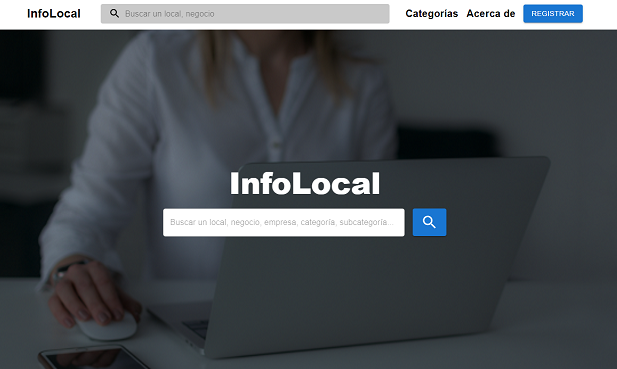 InfoLocal
Buscar un local, negocio
Categorías
Acerca de
REGISTRAR
InfoLocal
Buscar un local, negocio, empresa, categoría, subcategoría...